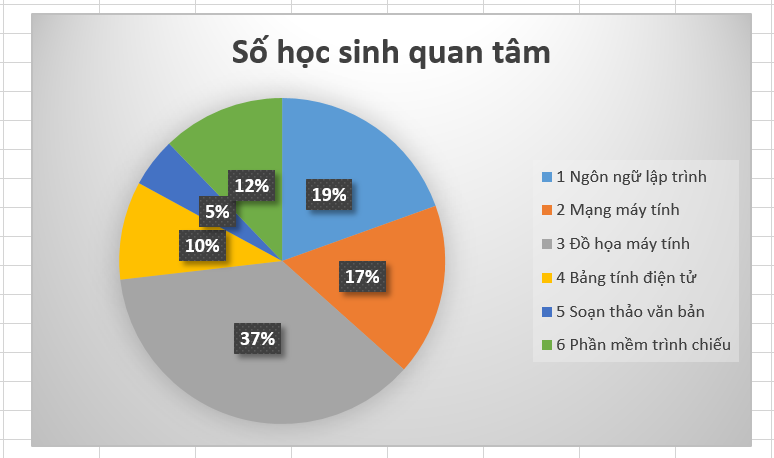 Số học sinh quan tâm
19%
17%
37%
10%
5%
12%
1 Ngôn ngữ lập trình
2 Mạng máy tính
3 Đồ họa máy tính
4 Bảng tính điện tử
5 Soạn thảo văn bản
6 Phần mềm trình chiếu